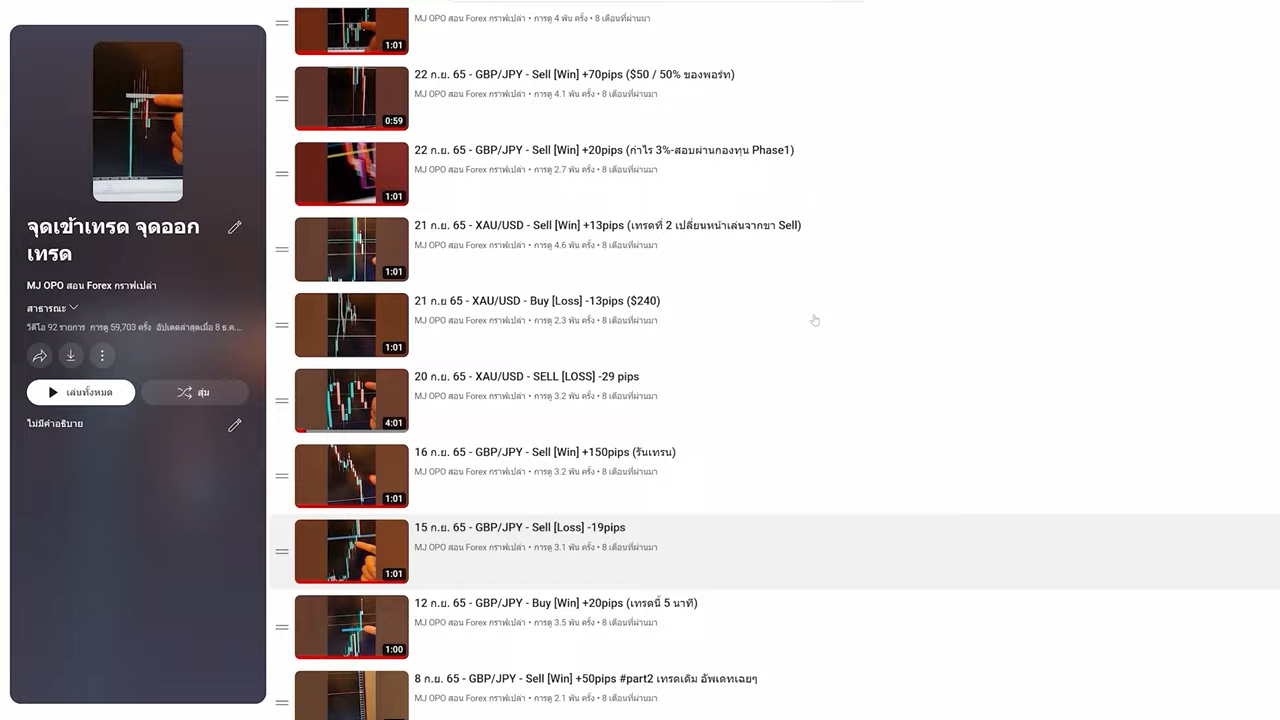 จุดเข้าเทรด จุดออก
เทรด
MJ OPO สอน Forex กราฟเปล่า
สาธารณะ
วิดีโอ 92 รายการ การดู 59,703 ครั้ง อัปเดตล่าสุดเมื่อ 8 ธ.ค....
เล่นทั้งหมด
สุ่ม
ไม่มีคำอธิบาย
MJ OPO สอน Forex กราฟเปล่า • การดู 4 พัน ครั้ง • 8 เดือนที่ผ่านมา
1:01
22 ก.ย. 65 - GBP/JPY - Sell [Win] +70pips ($50 / 50% ของพอร์ท)
MJ OPO สอน Forex กราฟเปล่า • การดู 4.1 พัน ครั้ง • 8 เดือนที่ผ่านมา
0:59
22 ก.ย. 65 - GBP/JPY - Sell [Win] +20pips (กำไร 3%-สอบผ่านกองทุน Phase1)
MJ OPO สอน Forex กราฟเปล่า • การดู 2.7 พัน ครั้ง • 8 เดือนที่ผ่านมา
1:01
21 ก.ย. 65 - XAU/USD - Sell [Win] +13pips (เทรดที่ 2 เปลี่ยนหน้าเล่นจากขา Sell)
MJ OPO สอน Forex กราฟเปล่า • การดู 4.6 พัน ครั้ง • 8 เดือนที่ผ่านมา
1:01
21 ก.ย 65 - XAU/USD - Buy [Loss] -13pips ($240)
MJ OPO สอน Forex กราฟเปล่า • การดู 2.3 พัน ครั้ง • 8 เดือนที่ผ่านมา
1:01
20 ก.ย. 65 - XAU/USD - SELL [LOSS] -29 pips
MJ OPO สอน Forex กราฟเปล่า • การดู 3.2 พัน ครั้ง • 8 เดือนที่ผ่านมา
4:01
16 ก.ย. 65 - GBP/JPY - Sell [Win] +150pips (รันเทรน)
MJ OPO สอน Forex กราฟเปล่า • การดู 3.2 พัน ครั้ง • 8 เดือนที่ผ่านมา
1:01
15 ก.ย. 65 - GBP/JPY - Sell [Loss] -19pips
MJ OPO สอน Forex กราฟเปล่า • การดู 3.1 พัน ครั้ง • 8 เดือนที่ผ่านมา
1:01
12 ก.ย. 65 - GBP/JPY - Buy [Win] +20pips (เทรดนี้ 5 นาที)
MJ OPO สอน Forex กราฟเปล่า • การดู 3.5 พัน ครั้ง • 8 เดือนที่ผ่านมา
1:00
8 ก.ย. 65 - GBP/JPY - Sell [Win] +50pips #part2 เทรดเดิม อัพเดทเฉยๆ
MJ OPO สอน Forex กราฟเปล่า • การดู 2.1 พัน ครั้ง • 8 เดือนที่ผ่านมา